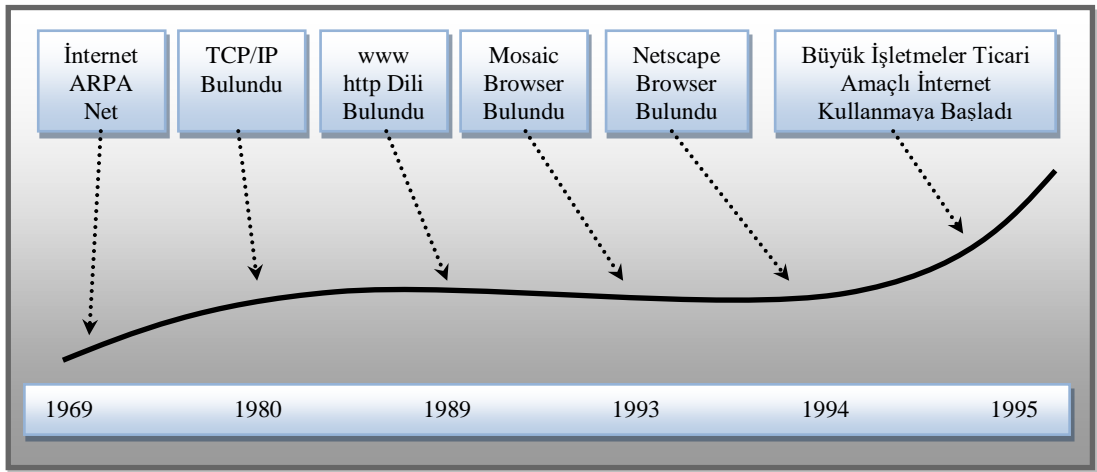 İnternet
ARPA
Net
TCP/IP
Bulundu
www
http Dili
Bulundu
Mosaic
Browser
Bulundu
Netscape
Browser
Bulundu
Büyük İşletmeler Ticari
Amaçlı İnternet
Kullanmaya Başladı
1969 1980 1989 1993 1994 1995